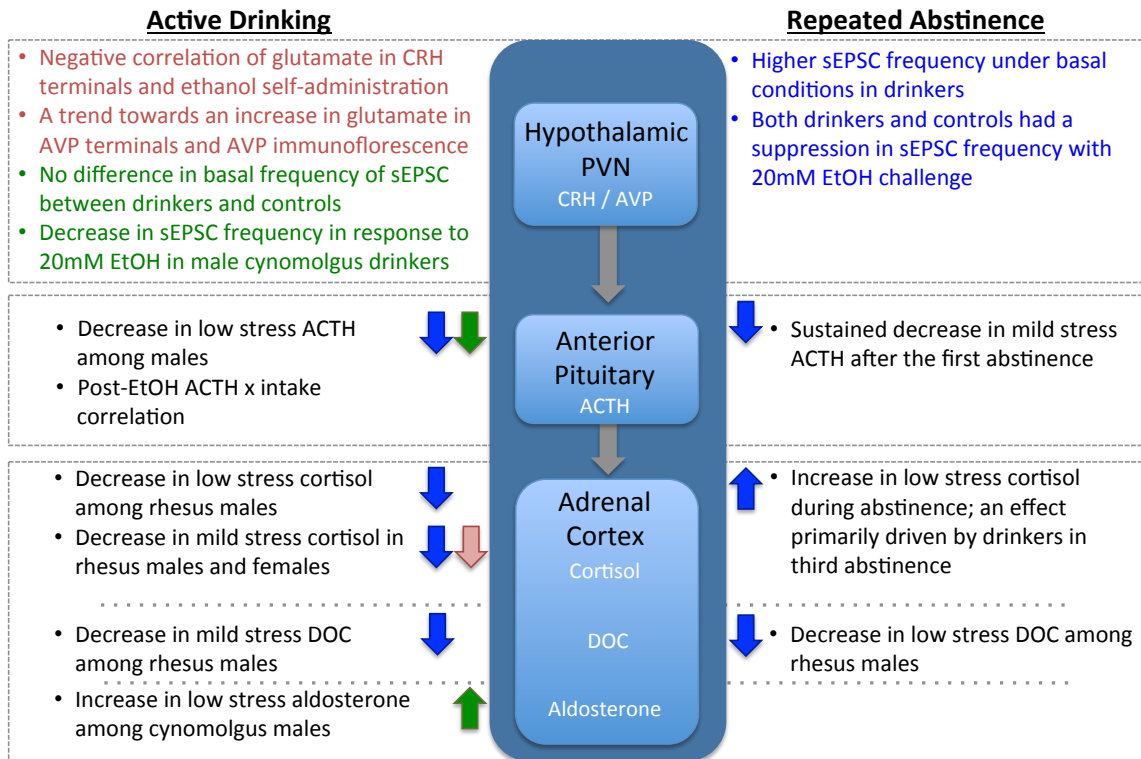 Active Drinking
Repeated Abstinence
• Negative correlation of glutamate in CRH
terminals and ethanol self-administration
• A trend towards an increase in glutamate in
AVP terminals and AVP immunoflorescence
• No difference in basal frequency of sEPSC
between drinkers and controls
• Decrease in sEPSC frequency in response to
20mM EtOH in male cynomolgus drinkers
Hypothalamic
PVN
CRH / AVP
• Higher sEPSC frequency under basal
conditions in drinkers
• Both drinkers and controls had a
suppression in sEPSC frequency with
20mM EtOH challenge
• Decrease in low stress ACTH
among males
• Post-EtOH ACTH x intake
correlation
Anterior
Pituitary
ACTH
• Sustained decrease in mild stress
ACTH after the first abstinence
• Decrease in low stress cortisol
among rhesus males
• Decrease in mild stress cortisol in
rhesus males and females
Adrenal
Cortex
Cortisol
• Increase in low stress cortisol
during abstinence; an effect
primarily driven by drinkers in
third abstinence
• Decrease in mild stress DOC
among rhesus males
DOC
• Decrease in low stress DOC among
rhesus males
• Increase in low stress aldosterone
among cynomolgus males
Aldosterone